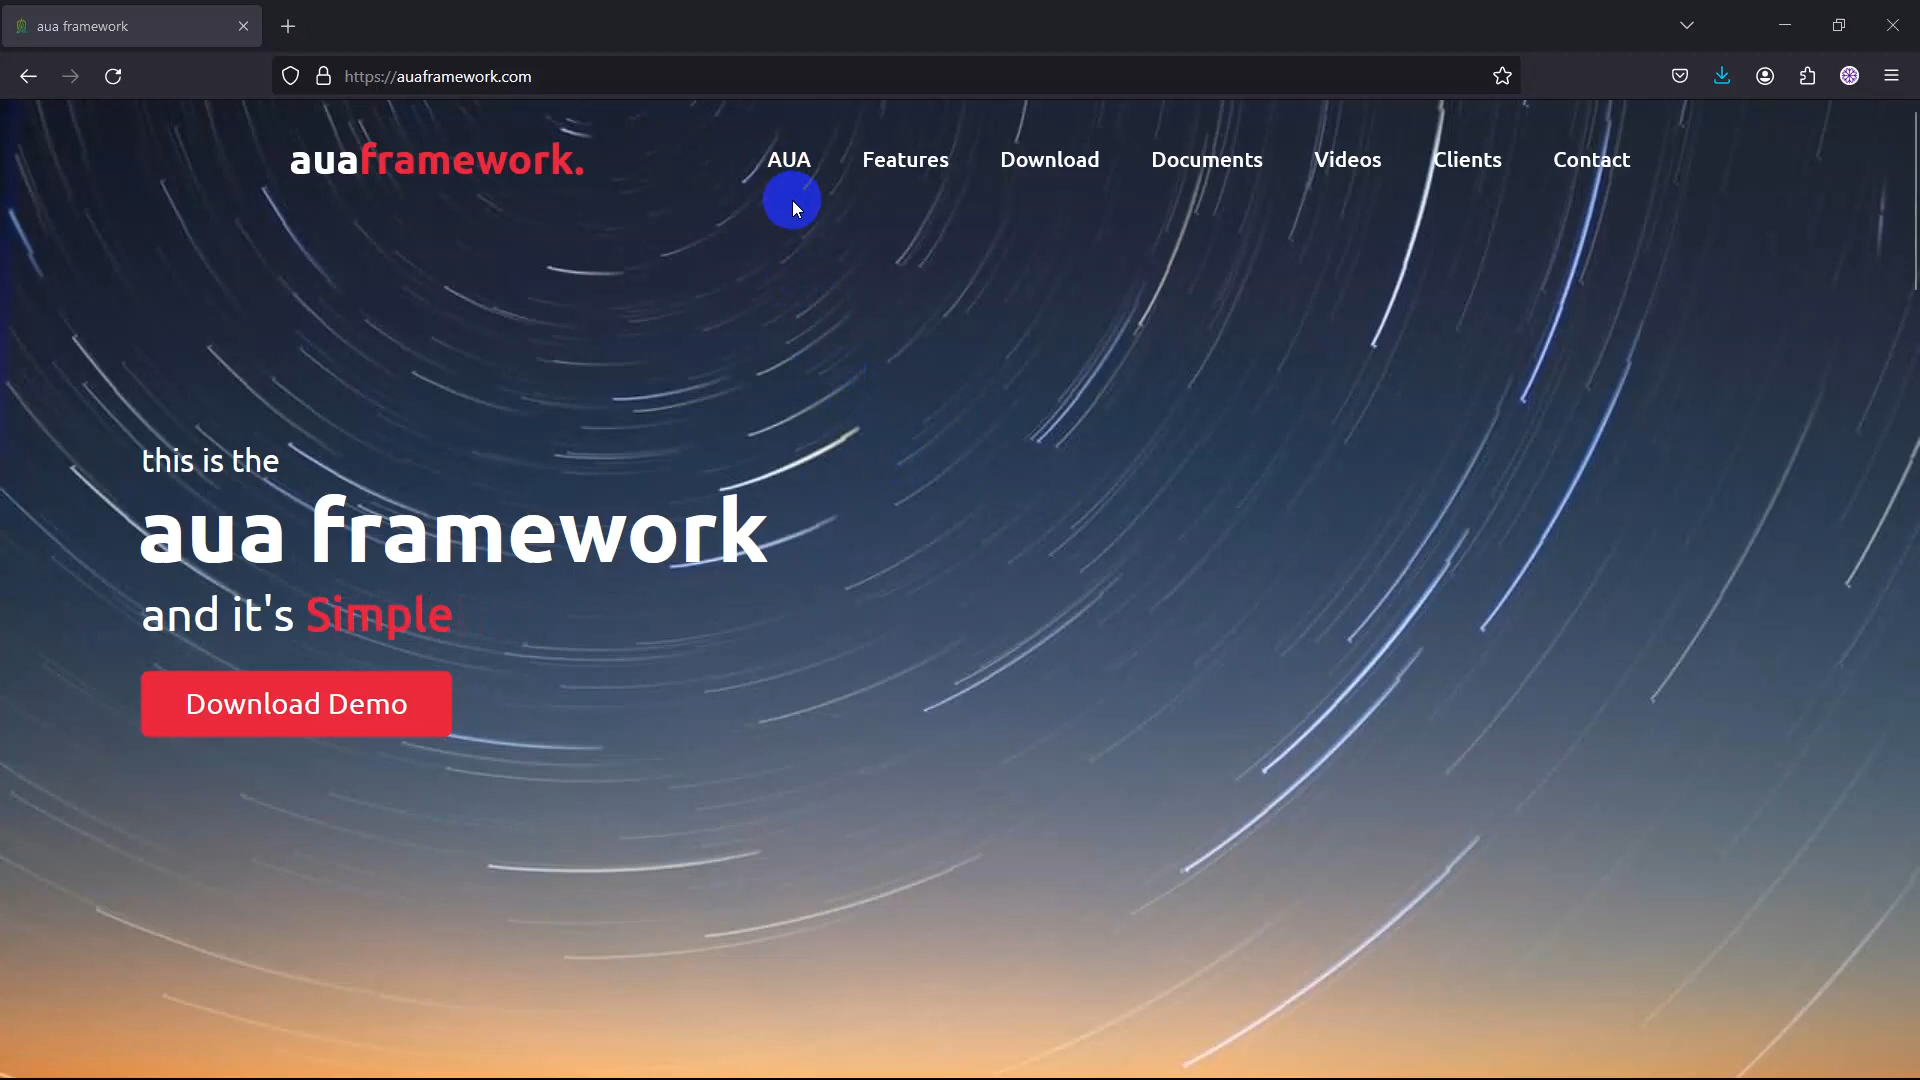 aua framework
https://auaframework.com
auaframework.
AUA Features Download Documents Videos Clients Contact
this is the
aua framework
and it's Simple
Download Demo